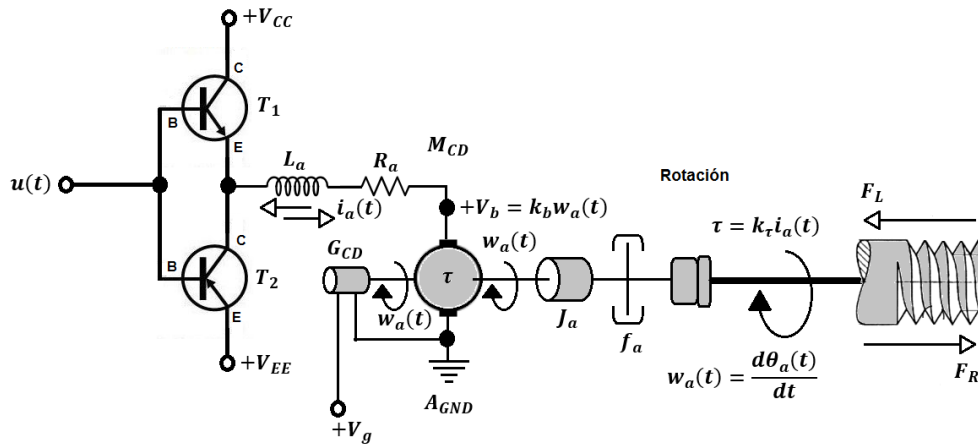 +V_CC
C
B
T_1
E
M_CD
L_a
R_a
Rotación
u(t)
i_a(t)
+V_b = k_b w_a(t)
F_L
τ = k_τ i_a(t)
C
G_CD
w_a(t)
B
T_2
τ
w_a(t)
J_a
f_a
E
w_a(t) = dθ_a(t)/dt
F_R
+V_EE
A_GND
+V_g